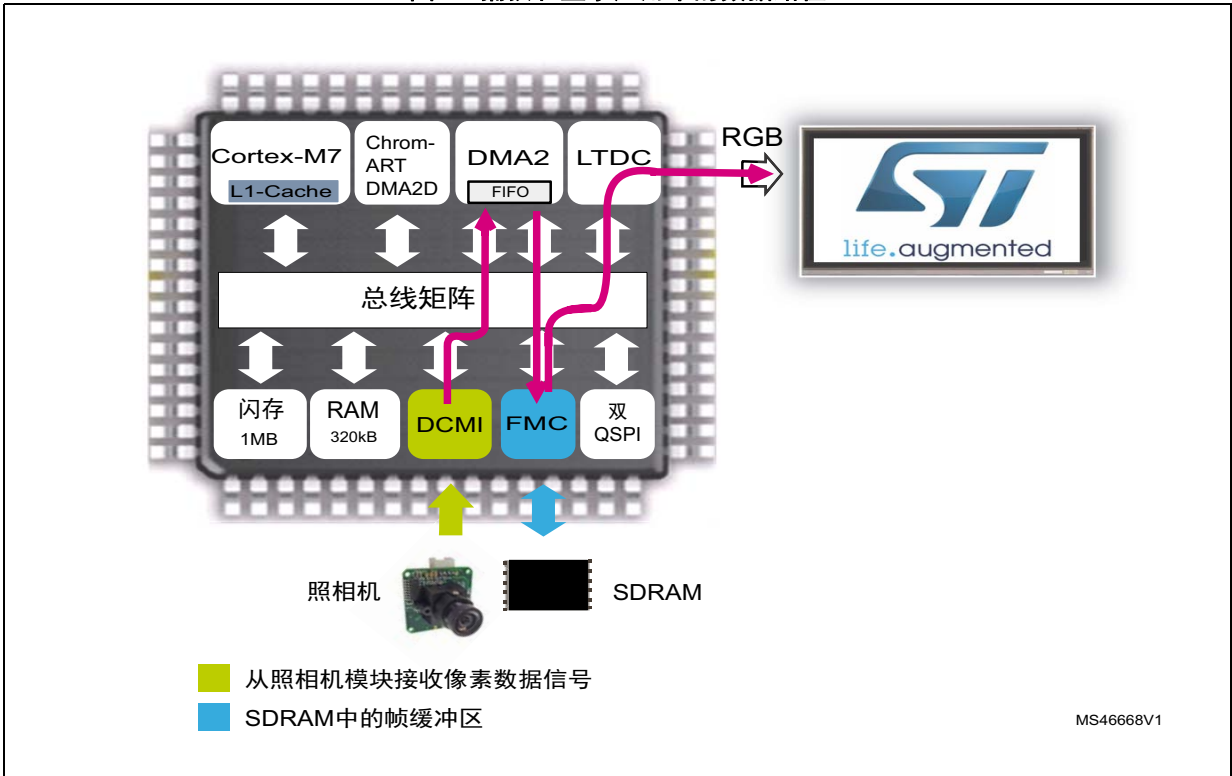 Cortex-M7
L1-Cache
Chrom-
ART
DMA2D
DMA2
FIFO
LTDC
RGB
life.augmented
总线矩阵
闪存
1MB
RAM
320kB
DCMI
FMC
双
QSPI
照相机
SDRAM
从照相机模块接收像素数据信号
SDRAM中的帧缓冲区
MS46668V1